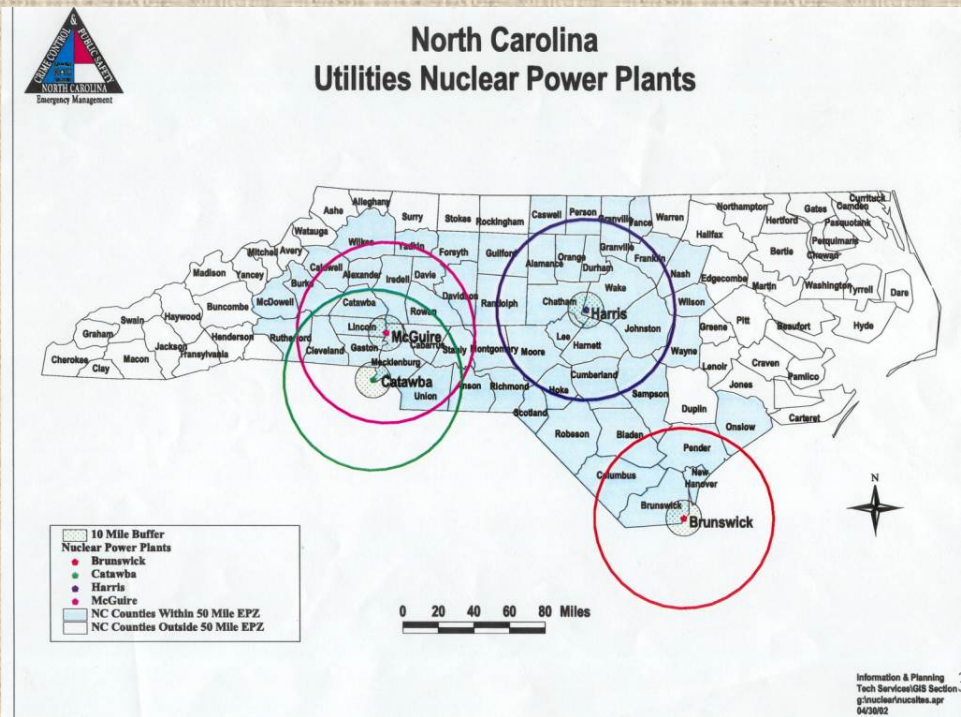 CRIME CONTROL & PUBLIC SAFETY
NORTH CAROLINA
Emergency Management
North Carolina
Utilities Nuclear Power Plants
Ashe
Alleghany
Surry
Stokes
Rockingham
Caswell
Person
Granville
Vance
Warren
Northampton
Gates
Camden
Currituck
Hertford
Pasquotank
Perquimans
Chowan
Halifax
Bertie
Watauga
Wilkes
Yadkin
Forsyth
Guilford
Alamance
Orange
Durham
Granville
Franklin
Nash
Edgecombe
Martin
Washington
Tyrrell
Dare
Mitchell
Avery
Caldwell
Alexander
Iredell
Davie
Davidson
Randolph
Chatham
Wake
Wilson
Madison
Yancey
Burke
McDowell
Catawba
Rowan
Buncombe
Haywood
Swain
Graham
Rutherford
Lincoln
McGuire
Cabarrus
Stanly
Montgomery
Moore
Lee
Harnett
Harris
Johnston
Greene
Pitt
Beaufort
Hyde
Wayne
Henderson
Jackson
Transylvania
Cherokee
Macon
Clay
Cleveland
Gaston
Mecklenburg
Catawba
Union
Anson
Richmond
Hoke
Cumberland
Sampson
Lenoir
Craven
Pamlico
Jones
Carteret
Duplin
Onslow
Scotland
Robeson
Bladen
Pender
Columbus
New
Hanover
Brunswick
Brunswick
N
10 Mile Buffer
Nuclear Power Plants
Brunswick
Catawba
Harris
McGuire
NC Counties Within 50 Mile EPZ
NC Counties Outside 50 Mile EPZ
0 20 40 60 80 Miles
Information & Planning
Tech Services\GIS Section
g:\nuclear\nucsites.apr
04/30/02